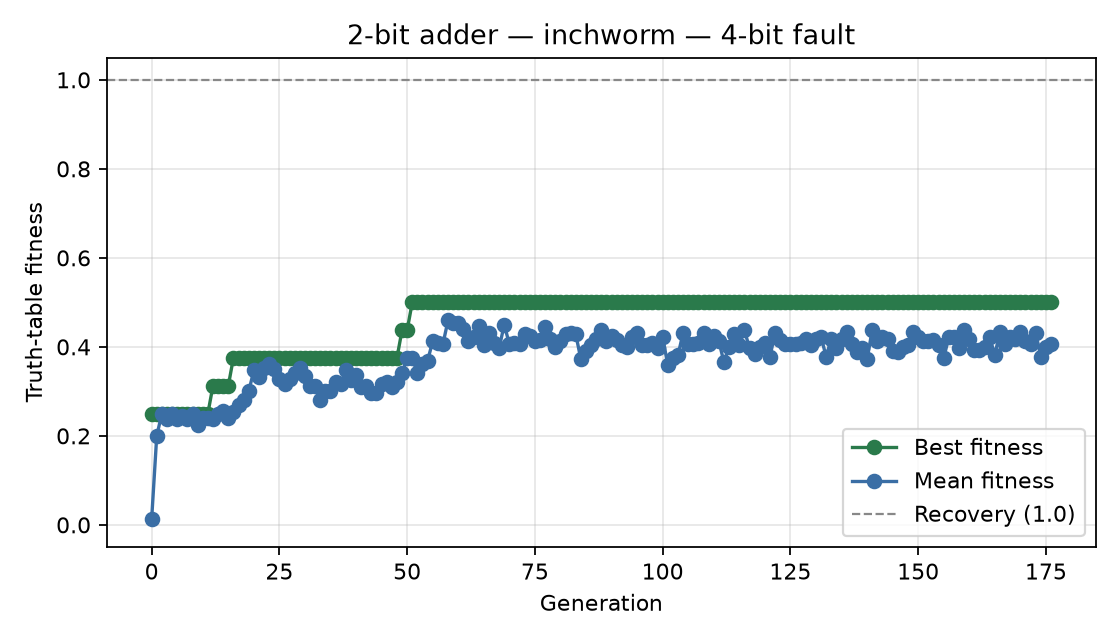 2-bit adder — inchworm — 4-bit fault
Truth-table fitness
1.0
0.8
0.6
0.4
0.2
0.0
Best fitness
Mean fitness
Recovery (1.0)
0 25 50 75 100 125 150 175
Generation